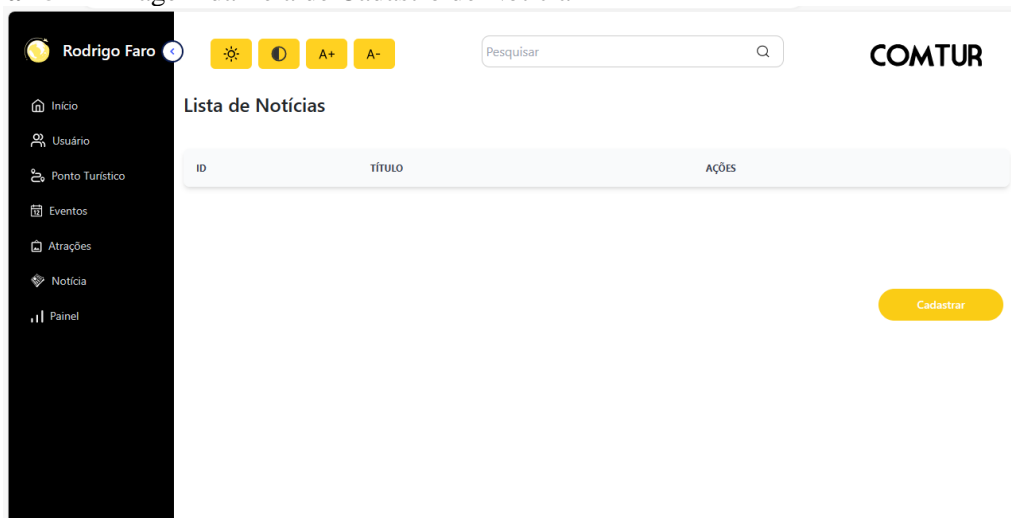 Rodrigo Faro
A+
A-
Pesquisar
COMTUR
Início
Usuário
Ponto Turístico
Eventos
12
Atrações
Notícia
Painel
Lista de Notícias
ID TÍTULO AÇÕES
Cadastrar